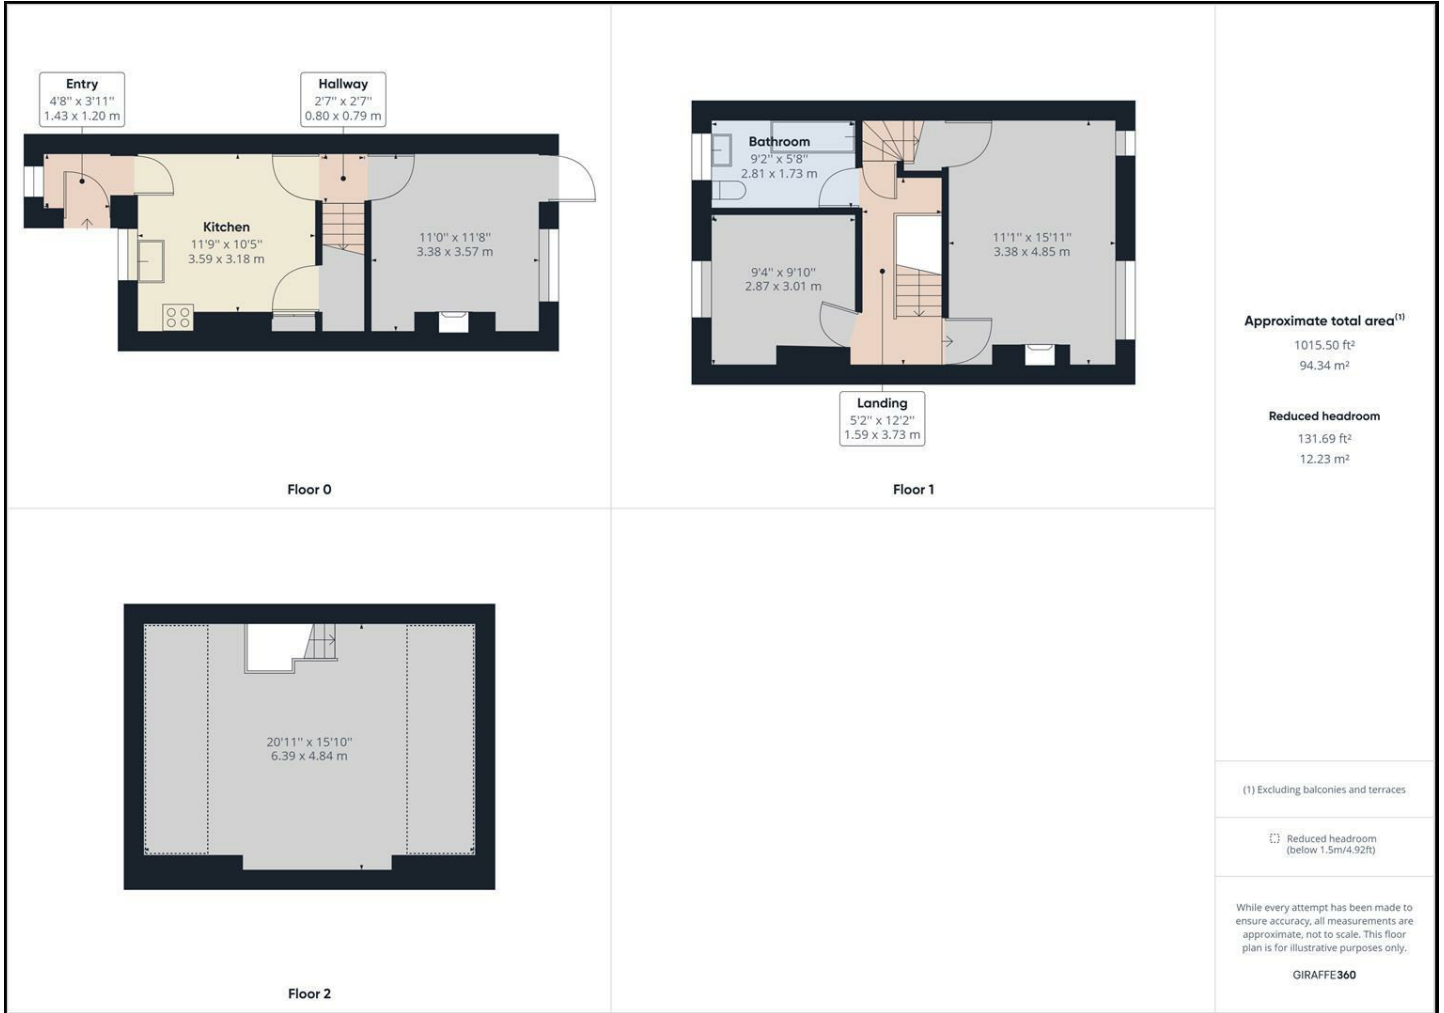 Entry
4'8'' x 3'11''
1.43 x 1.20 m
Hallway
2'7'' x 2'7''
0.80 x 0.79 m
Kitchen
11'9'' x 10'5''
3.59 x 3.18 m
11'0'' x 11'8''
3.38 x 3.57 m
Floor 0
Bathroom
9'2'' x 5'8''
2.81 x 1.73 m
9'4'' x 9'10''
2.87 x 3.01 m
11'1'' x 15'11''
3.38 x 4.85 m
Landing
5'2'' x 12'2''
1.59 x 3.73 m
Floor 1
20'11'' x 15'10''
6.39 x 4.84 m
Floor 2
Approximate total area(1)
1015.50 ft²
94.34 m²
Reduced headroom
131.69 ft²
12.23 m²
(1) Excluding balconies and terraces
Reduced headroom
(below 1.5m/4.92ft)
While every attempt has been made to
ensure accuracy, all measurements are
approximate, not to scale. This floor
plan is for illustrative purposes only.
GIRAFFE360